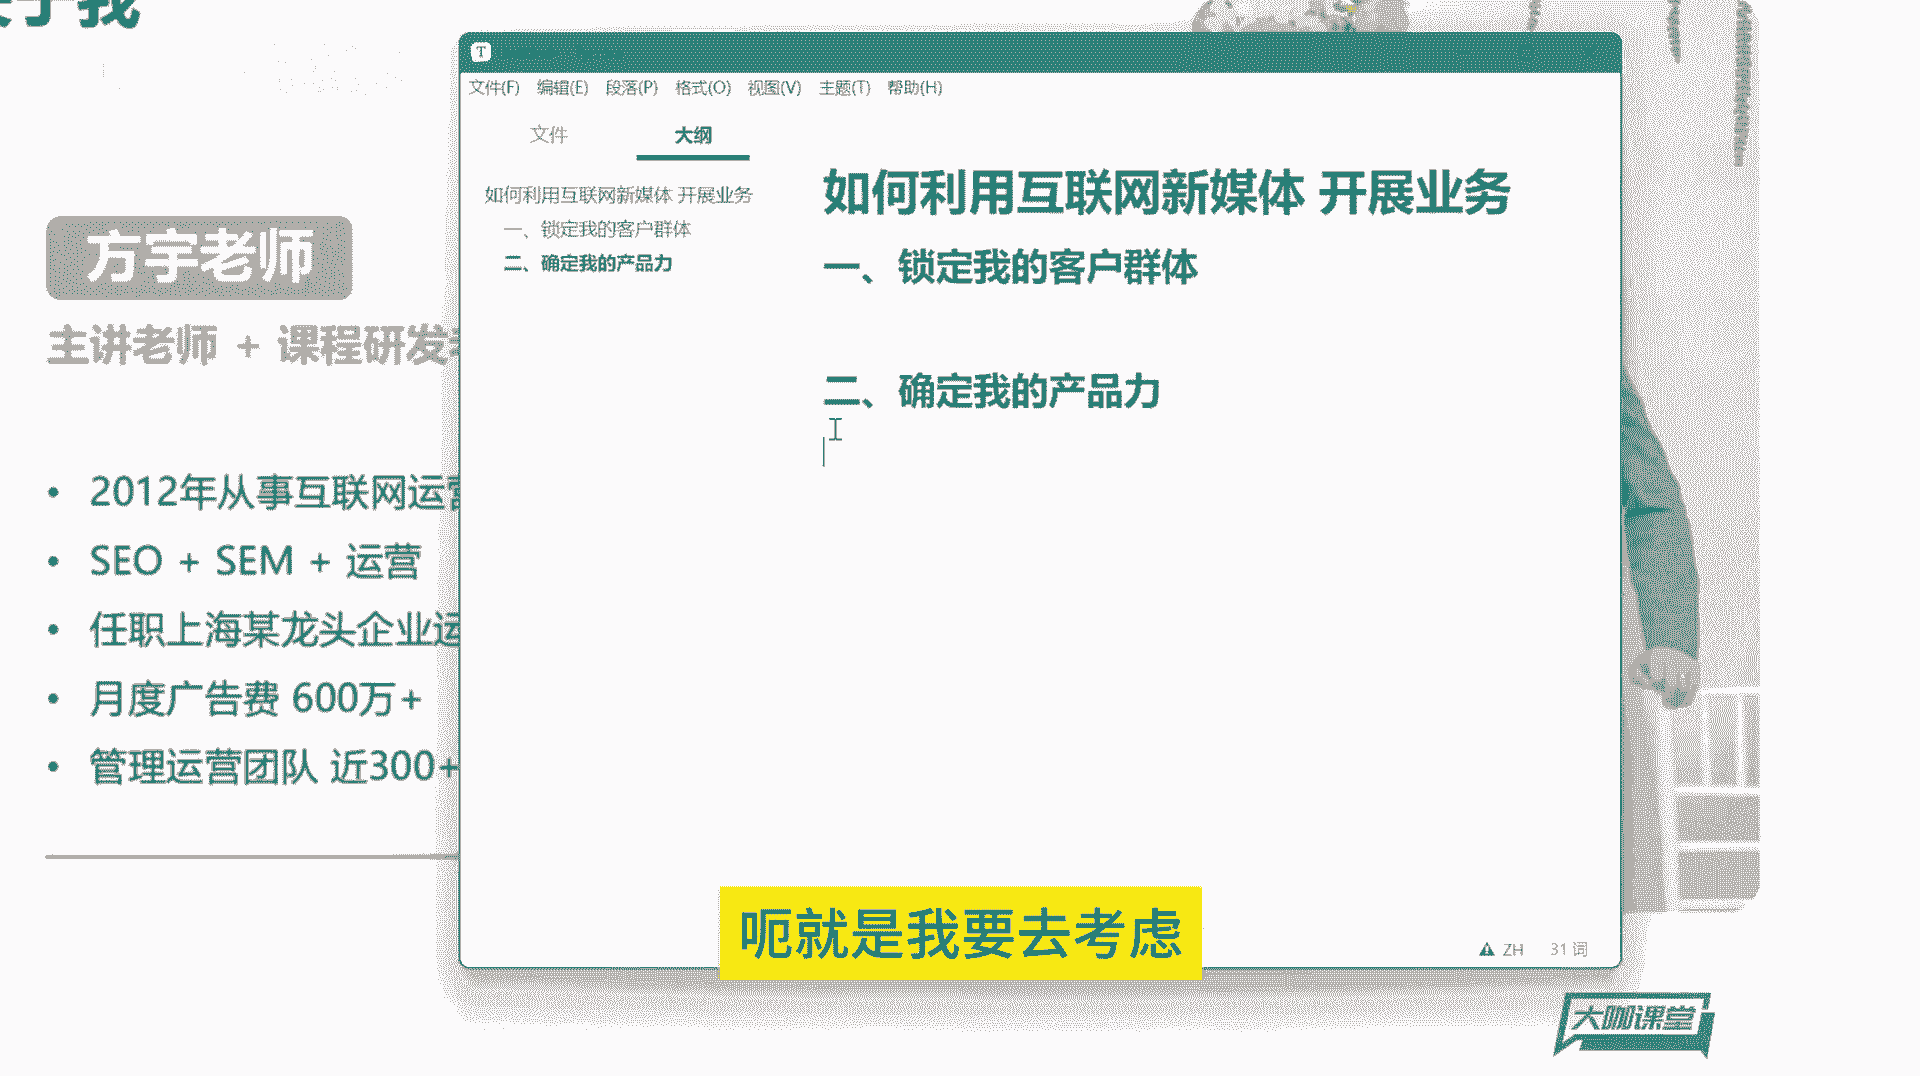 于我
方宇老师
主讲老师 + 课程研发
2012年从事互联网运营
SEO + SEM + 运营
任职上海某龙头企业运
月度广告费 600万+
管理运营团队 近300+
T
文件(F) 编辑(E) 段落(P) 格式(O) 视图(V) 主题(T) 帮助(H)
文件 大纲
如何利用互联网新媒体 开展业务
一、锁定我的客户群体
二、确定我的产品力
如何利用互联网新媒体 开展业务
一、锁定我的客户群体
二、确定我的产品力
ZH 31 词
呃就是我要去考虑
大咖课堂